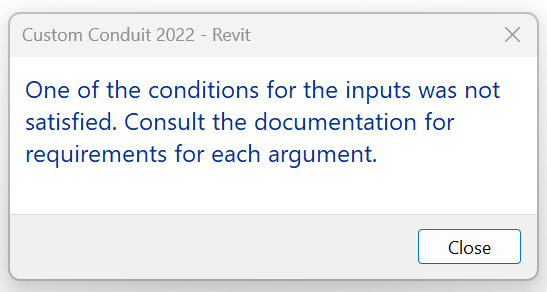 Custom Conduit 2022 - Revit
One of the conditions for the inputs was not
satisfied. Consult the documentation for
requirements for each argument.
Close